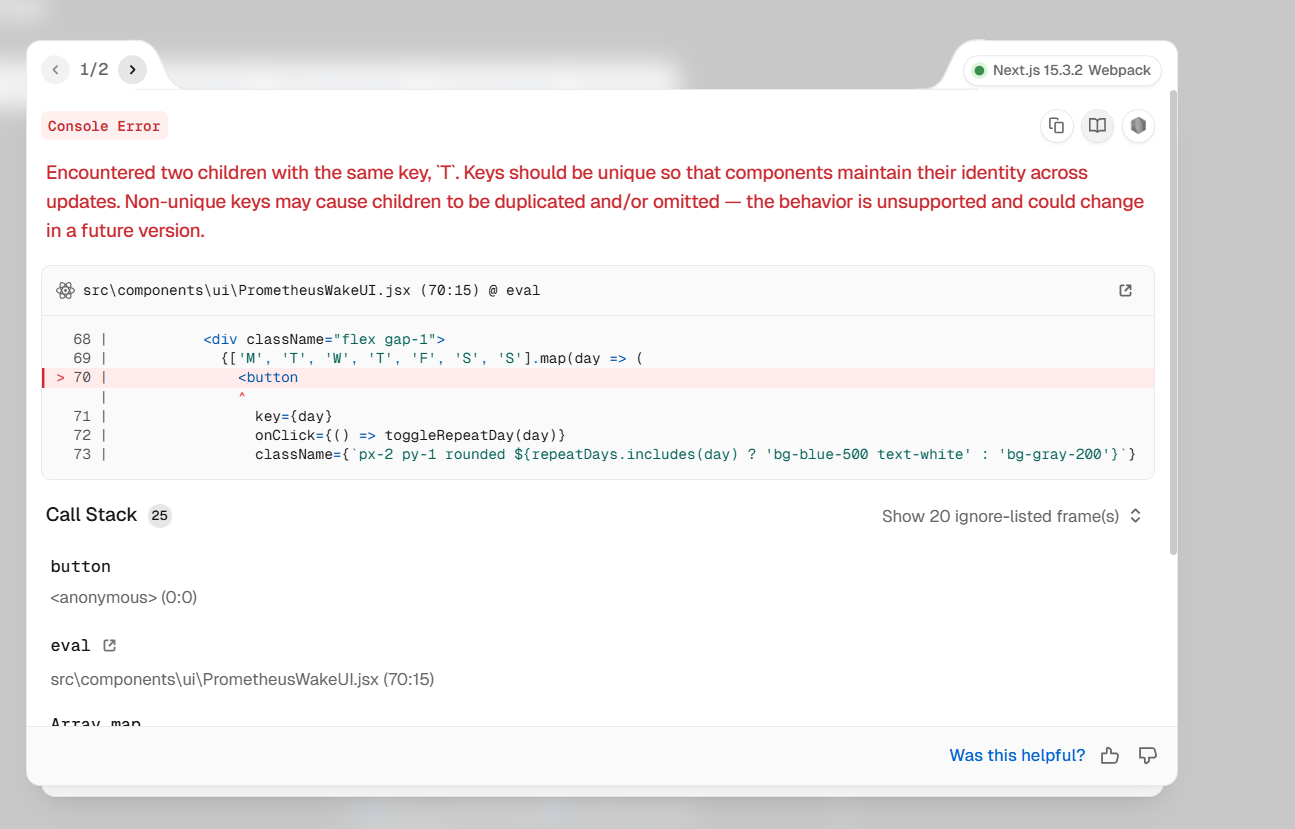 1/2
Next.js 15.3.2 Webpack
Console Error
Encountered two children with the same key, `T`. Keys should be unique so that components maintain their identity across
updates. Non-unique keys may cause children to be duplicated and/or omitted — the behavior is unsupported and could change
in a future version.
src\components\ui\PrometheusWakeUI.jsx (70:15) @ eval
68 | <div className="flex gap-1">
69 | {['M', 'T', 'W', 'T', 'F', 'S', 'S'].map(day => (
> 70 | <button
| ^
71 | key={day}
72 | onClick={() => toggleRepeatDay(day)}
73 | className={`px-2 py-1 rounded ${repeatDays.includes(day) ? 'bg-blue-500 text-white' : 'bg-gray-200'}`}
Call Stack 25
Show 20 ignore-listed frame(s)
button
<anonymous> (0:0)
eval
src\components\ui\PrometheusWakeUI.jsx (70:15)
Array.map
Was this helpful?